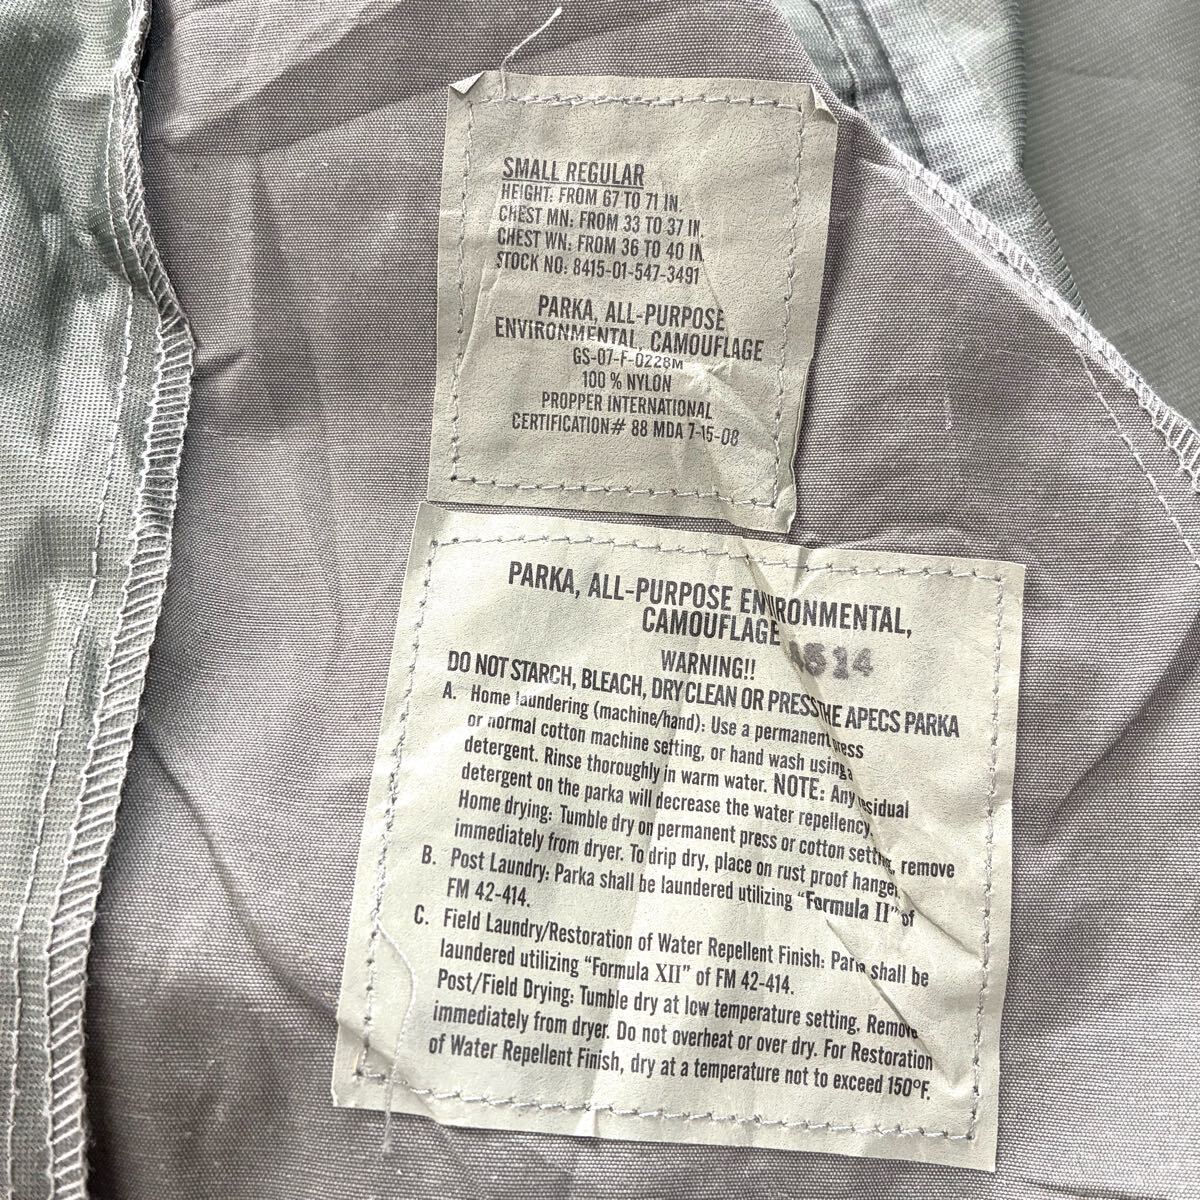 SMALL REGULAR
HEIGHT: FROM 67 TO 71 IN.
CHEST MN: FROM 33 TO 37 IN.
CHEST WN: FROM 36 TO 40 IN
STOCK NO: 8415-01-547-3491
PARKA, ALL-PURPOSE
ENVIRONMENTAL, CAMOUFLAGE
GS-07-F-0228M
100 % NYLON
PROPPER INTERNATIONAL
CERTIFICATION# 88 MDA 7-15-08
PARKA, ALL-PURPOSE ENVIRONMENTAL,
CAMOUFLAGE
WARNING!! 514
DO NOT STARCH, BLEACH, DRYCLEAN OR PRESS THE APECS PARKA
A. Home laundering (machine/hand): Use a permanent press
or normal cotton machine setting, or hand wash using a
detergent. Rinse thoroughly in warm water. NOTE: Any residual
detergent on the parka will decrease the water repellency.
Home drying: Tumble dry on permanent press or cotton setting, remove
immediately from dryer. To drip dry, place on rust proof hanger.
B. Post Laundry: Parka shall be laundered utilizing “Formula II” of
FM 42-414.
C. Field Laundry/Restoration of Water Repellent Finish: Parka shall be
laundered utilizing “Formula XII” of FM 42-414.
Post/Field Drying: Tumble dry at low temperature setting, Remove
immediately from dryer. Do not overheat or over dry. For Restoration
of Water Repellent Finish, dry at a temperature not to exceed 150°F.